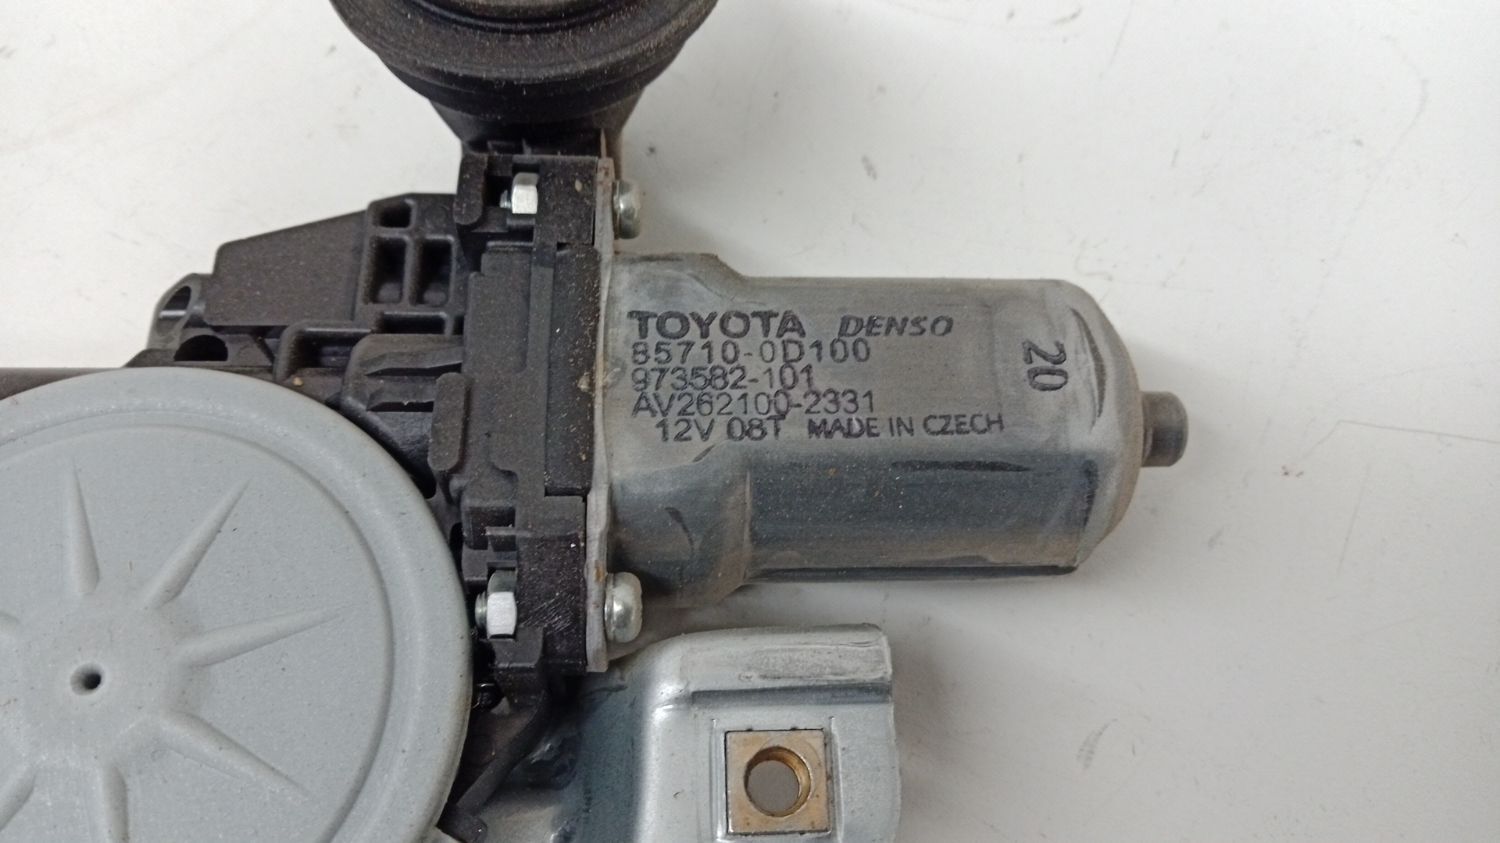 TOYOTA DENSO
85710-0D100
973582-101
AV262100-2331
12V 08T MADE IN CZECH
20